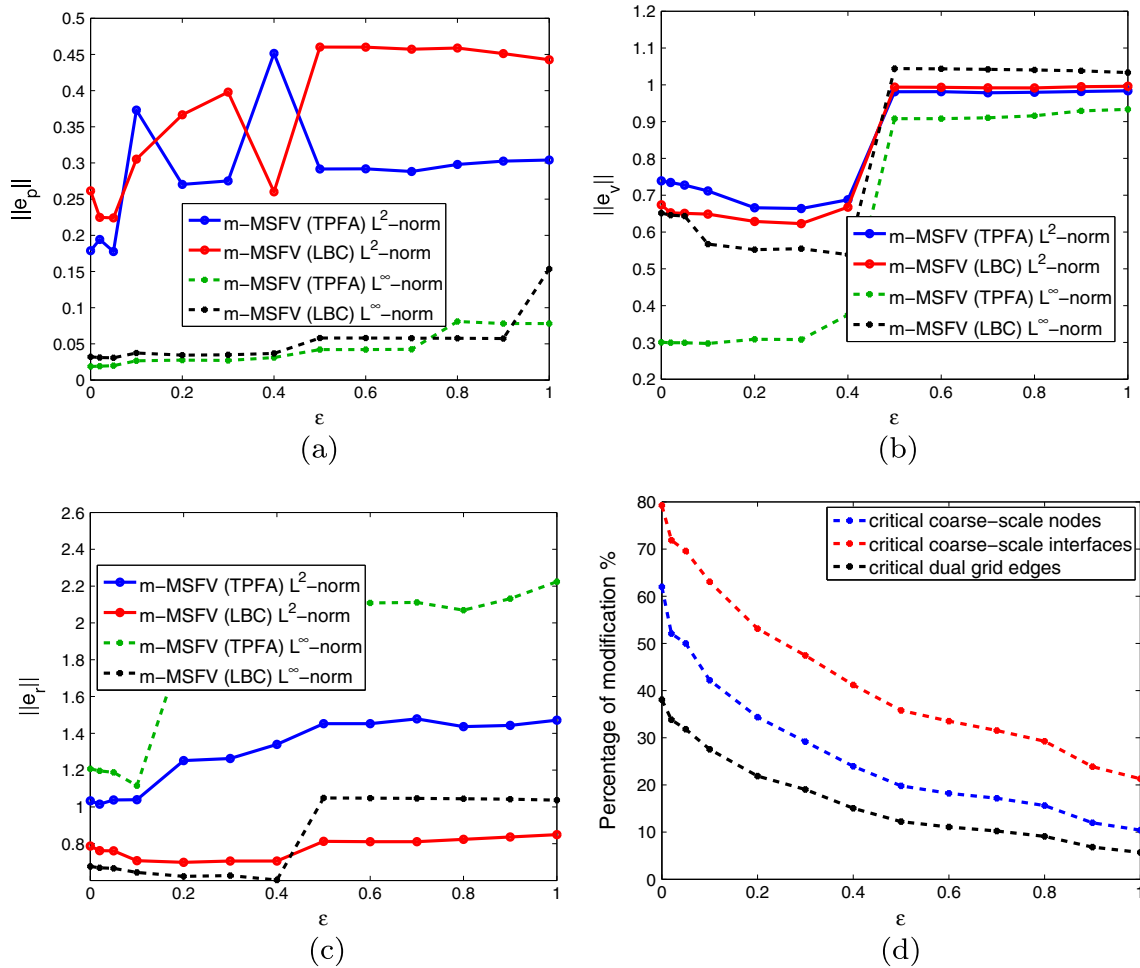 0.5
0.45
0.4
0.35
0.3
0.25
0.2
0.15
0.1
0.05
0
||e_p||
m−MSFV (TPFA) L²−norm
m−MSFV (LBC) L²−norm
m−MSFV (TPFA) L∞−norm
m−MSFV (LBC) L∞−norm
0 0.2 0.4 0.6 0.8 1
ε
(a)
1.2
1.1
1
0.9
0.8
0.7
0.6
0.5
0.4
0.3
0.2
||e_v||
m−MSFV (TPFA) L²−norm
m−MSFV (LBC) L²−norm
m−MSFV (TPFA) L∞−norm
m−MSFV (LBC) L∞−norm
0 0.2 0.4 0.6 0.8 1
ε
(b)
2.6
2.4
2.2
2
1.8
1.6
1.4
1.2
1
0.8
||e_r||
m−MSFV (TPFA) L²−norm
m−MSFV (LBC) L²−norm
m−MSFV (TPFA) L∞−norm
m−MSFV (LBC) L∞−norm
0 0.2 0.4 0.6 0.8 1
ε
(c)
80
70
60
50
40
30
20
10
0
Percentage of modification %
critical coarse−scale nodes
critical coarse−scale interfaces
critical dual grid edges
0 0.2 0.4 0.6 0.8 1
ε
(d)